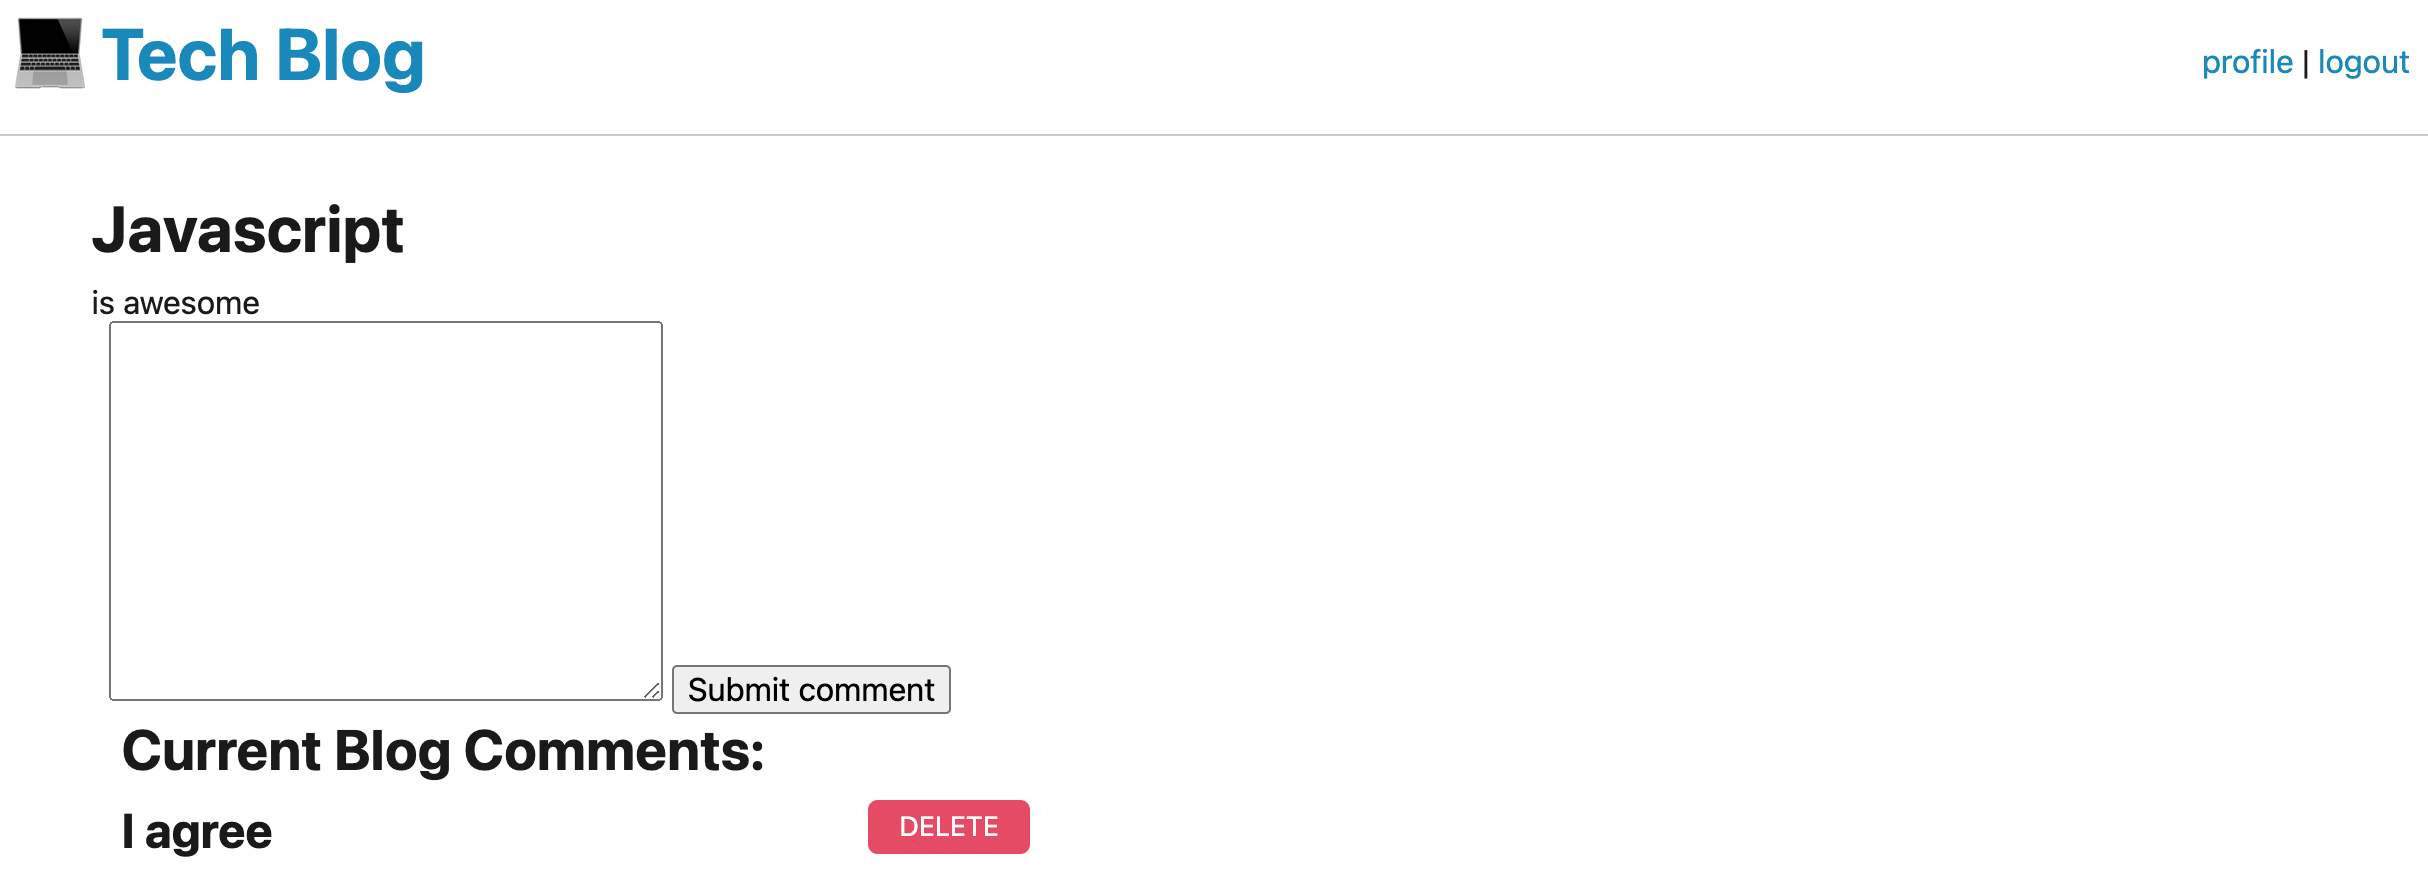 Tech Blog
profile | logout
Javascript
is awesome
Submit comment
Current Blog Comments:
I agree
DELETE